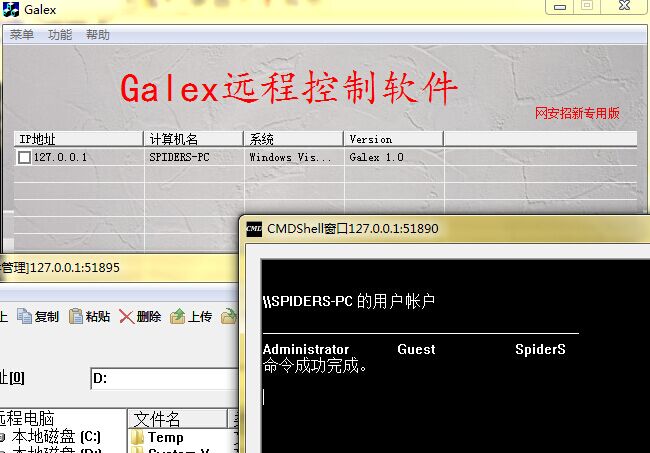 Galex
菜单 功能 帮助
Galex远程控制软件
网安招新专用版
IP地址 计算机名 系统 Version
127.0.0.1 SPIDERS-PC Windows Vis... Galex 1.0
CMDShell窗口127.0.0.1:51890
管理]127.0.0.1:51895
\\SPIDERS-PC 的用户帐户
上 复制 粘贴 删除 上传
Administrator Guest SpiderS
命令成功完成。
址[O] D:
远程电脑 文件名
本地磁盘 (C:) Temp
本地磁盘 (D:) System V